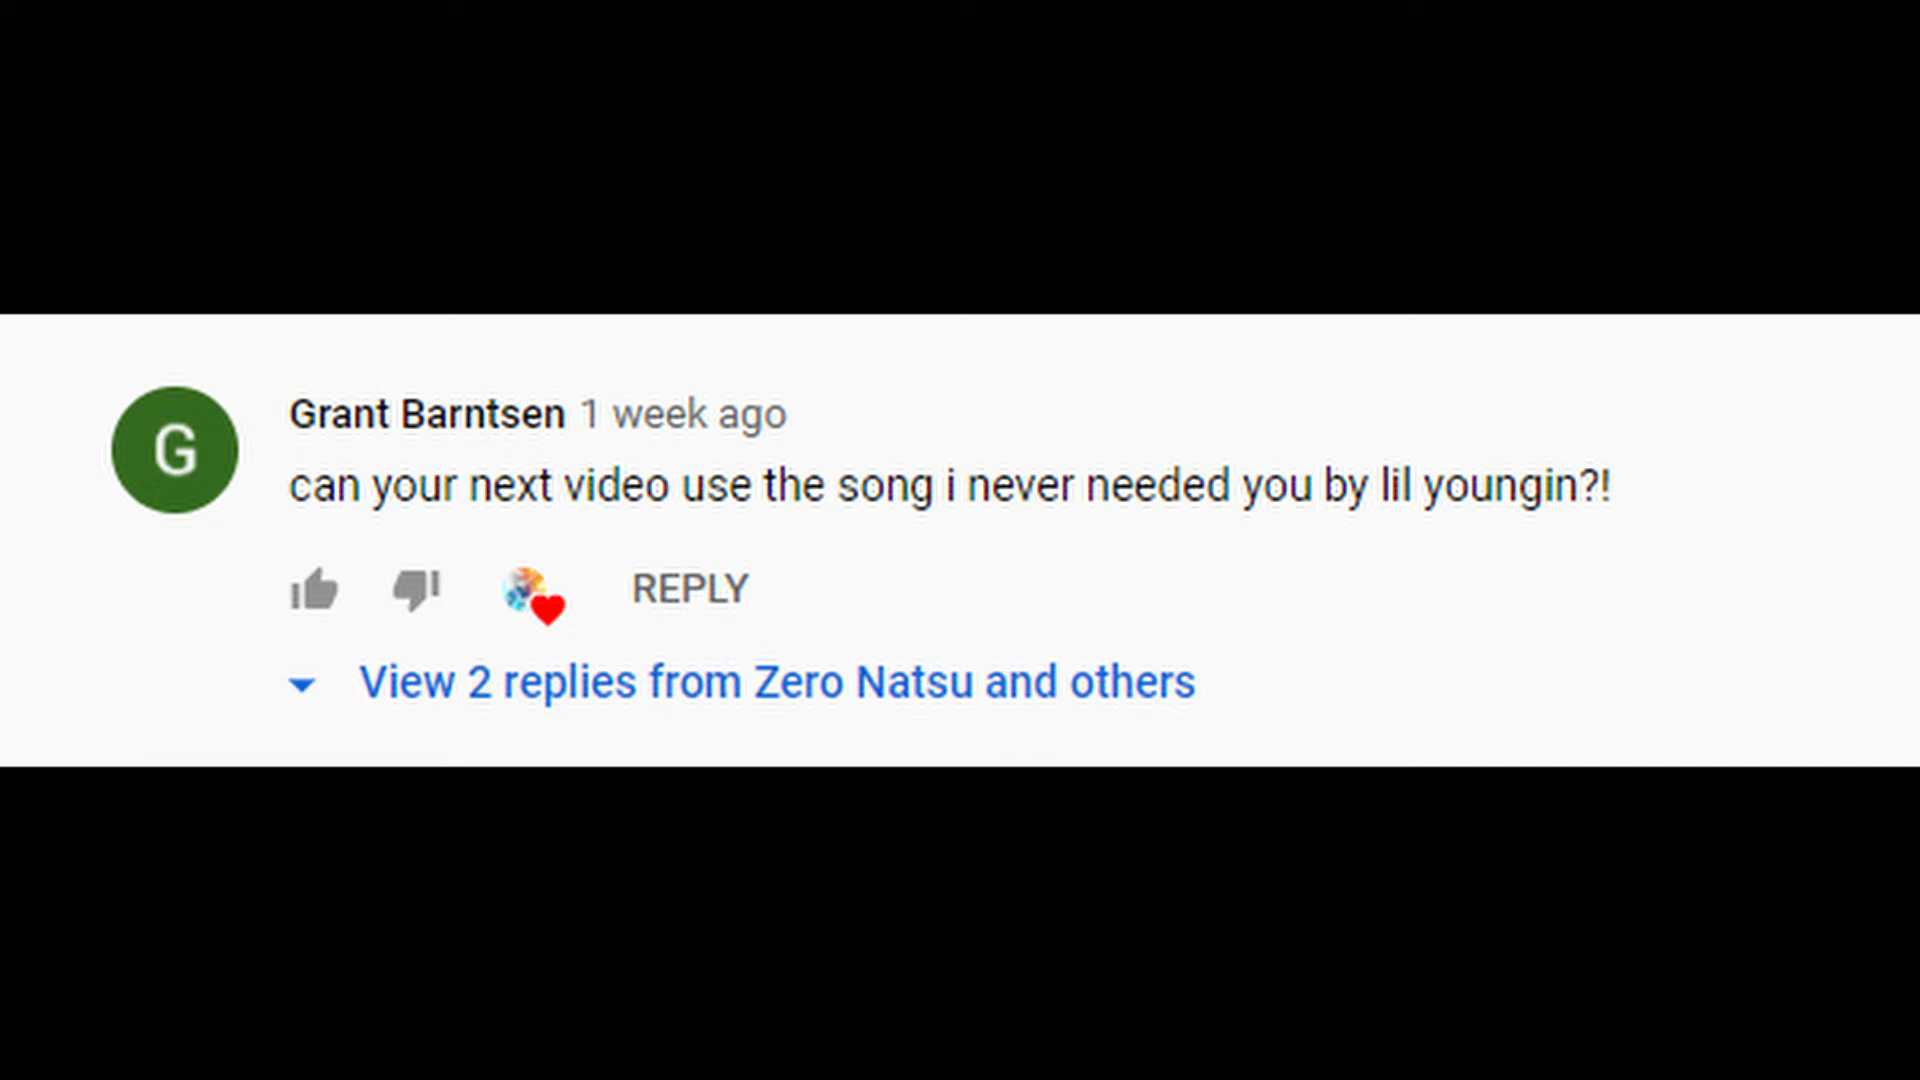 G
Grant Barntsen 1 week ago
can your next video use the song i never needed you by lil youngin?!
REPLY
View 2 replies from Zero Natsu and others